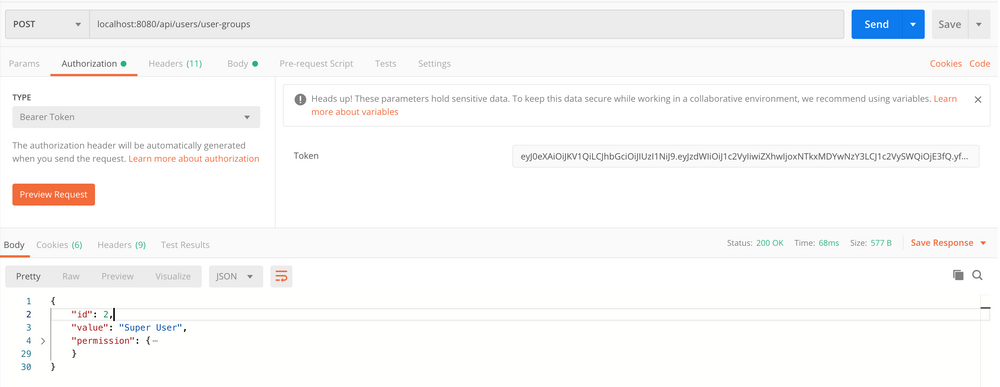 POST localhost:8080/api/users/user-groups Send Save
Params Authorization Headers (11) Body Pre-request Script Tests Settings Cookies Code
TYPE
Bearer Token
The authorization header will be automatically generated
when you send the request. Learn more about authorization
Preview Request
Heads up! These parameters hold sensitive data. To keep this data secure while working in a collaborative environment, we recommend using variables. Learn
more about variables
Token
Body Cookies (6) Headers (9) Test Results Status: 200 OK Time: 68ms Size: 577 B Save Response
Pretty Raw Preview Visualize JSON
1 {
2 "id": 2,
3 "value": "Super User",
4 "permission": {
29 }
30 }